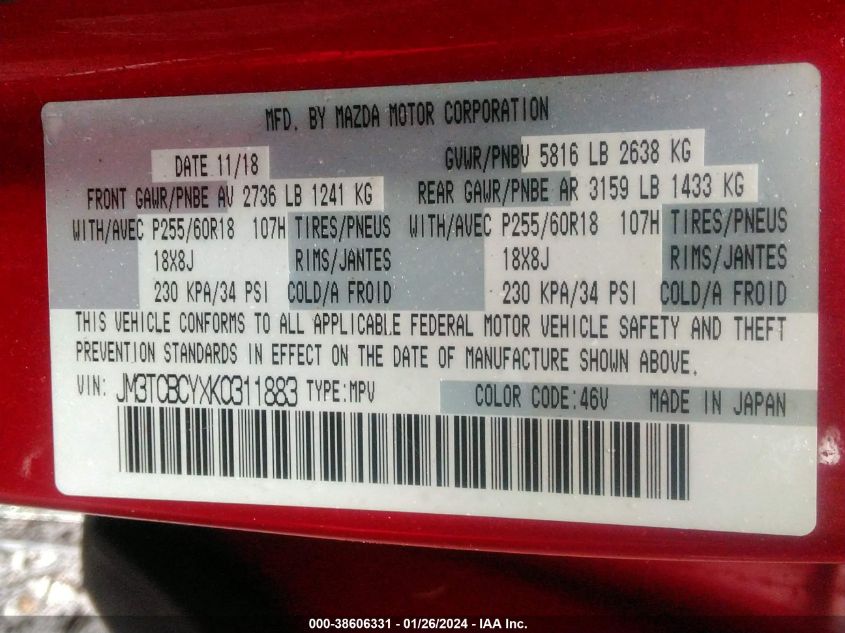 MFD. BY MAZDA MOTOR CORPORATION
DATE 11/18 GVWR/PNBV 5816 LB 2638 KG
FRONT GAWR/PNBE AV 2736 LB 1241 KG REAR GAWR/PNBE AR 3159 LB 1433 KG
WITH/AVEC P255/60R18 107H TIRES/PNEUS WITH/AVEC P255/60R18 107H TIRES/PNEUS
18X8J RIMS/JANTES 18X8J RIMS/JANTES
230 KPA/34 PSI COLD/A FROID 230 KPA/34 PSI COLD/A FROID
THIS VEHICLE CONFORMS TO ALL APPLICABLE FEDERAL MOTOR VEHICLE SAFETY AND THEFT
PREVENTION STANDARDS IN EFFECT ON THE DATE OF MANUFACTURE SHOWN ABOVE.
VIN: JM3TCBCYXK0311883 TYPE:MPV COLOR CODE:46V MADE IN JAPAN
000-38606331 - 01/26/2024 - IAA Inc.